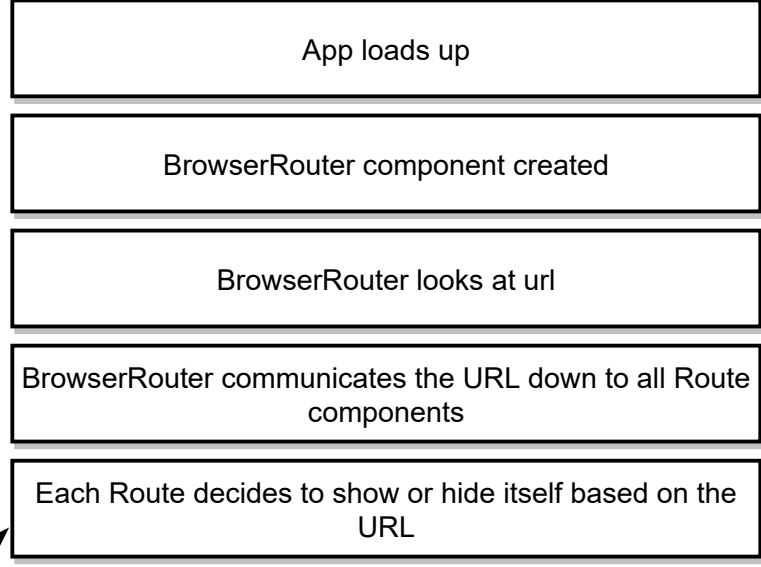 App loads up
BrowserRouter component created
BrowserRouter looks at url
BrowserRouter communicates the URL down to all Route
components
Each Route decides to show or hide itself based on the
URL